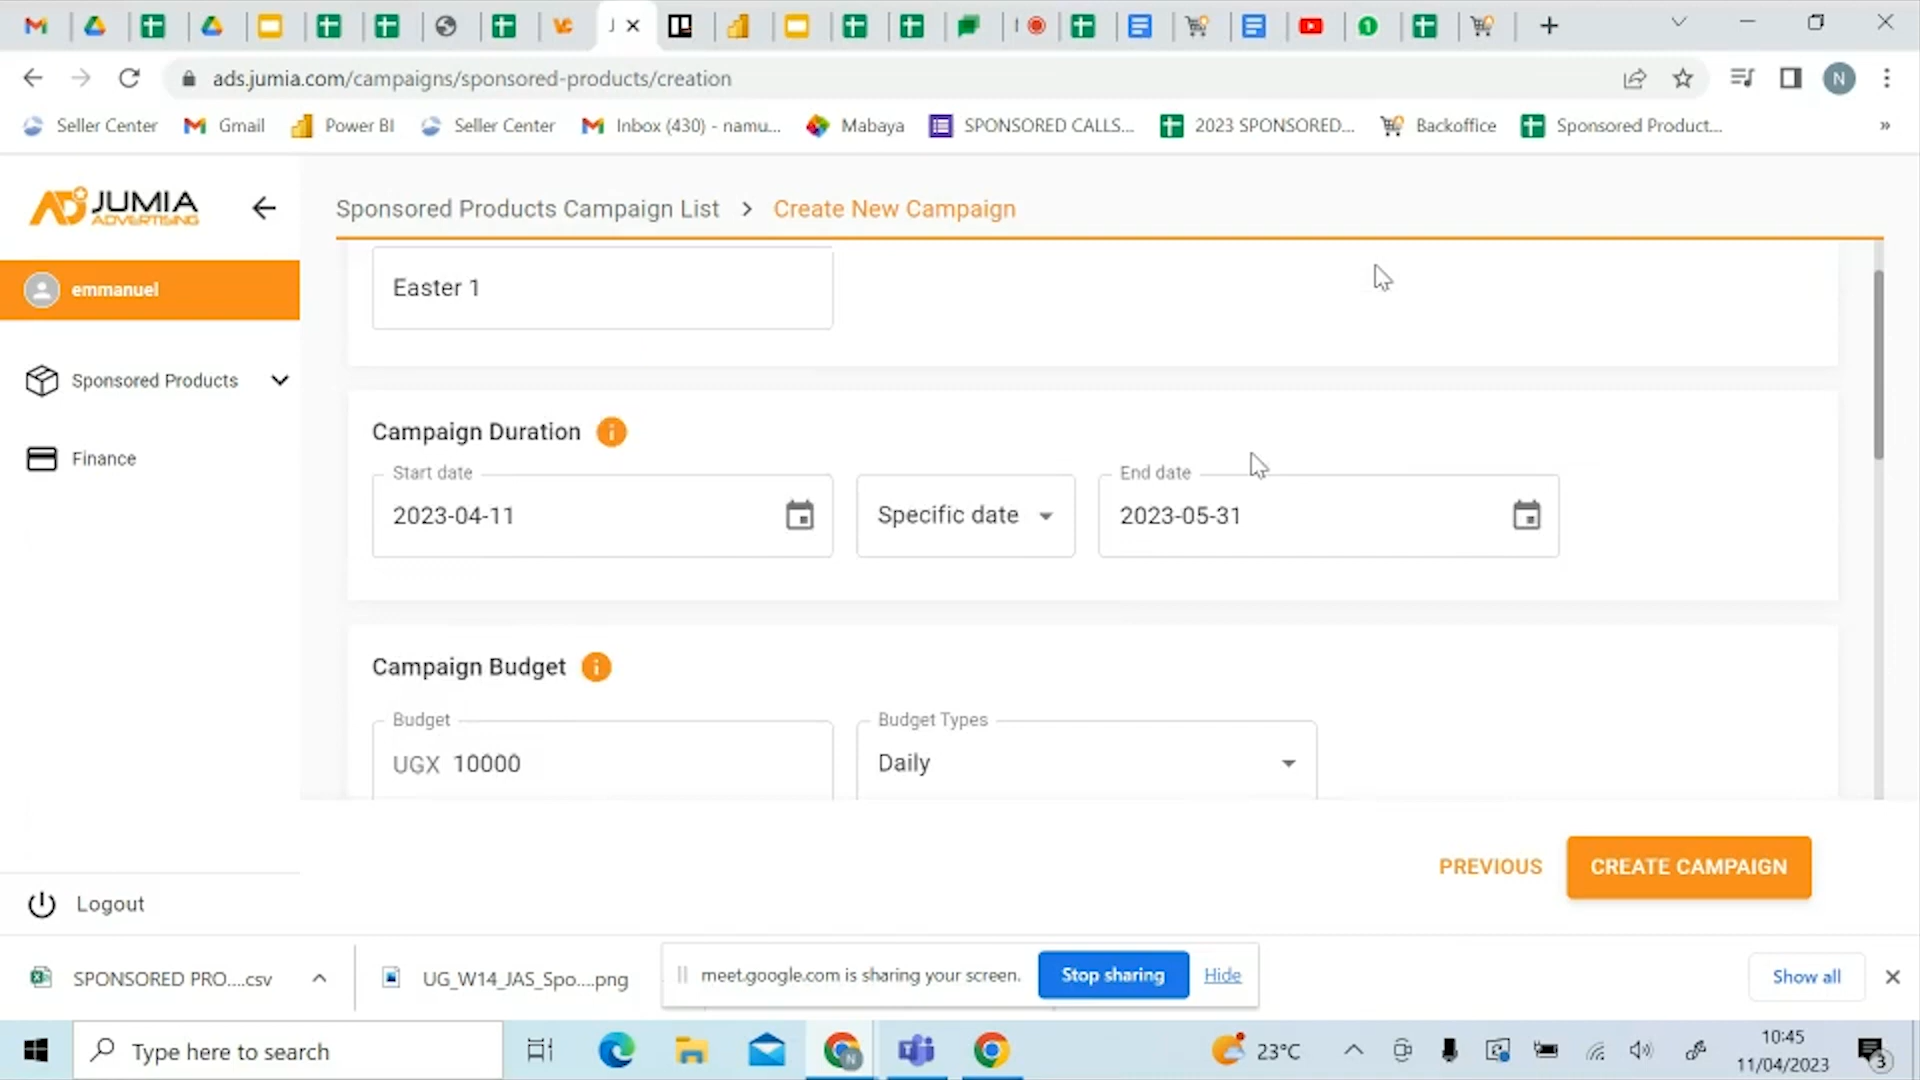 ads.jumia.com/campaigns/sponsored-products/creation
N
Seller Center
Gmail
Power BI
Seller Center
Inbox (430) - namu...
Mabaya
SPONSORED CALLS...
2023 SPONSORED...
Backoffice
Sponsored Product...
»
JUMIA
ADVERTISING
Sponsored Products Campaign List > Create New Campaign
emmanuel
Easter 1
Sponsored Products
Campaign Duration
Start date
2023-04-11
Specific date
End date
2023-05-31
Finance
Campaign Budget
Budget
UGX 10000
Budget Types
Daily
PREVIOUS
CREATE CAMPAIGN
Logout
SPONSORED PRO....csv
UG_W14_JAS_Spo....png
meet.google.com is sharing your screen.
Stop sharing
Hide
Show all
Type here to search
23°C
10:45
11/04/2023
3